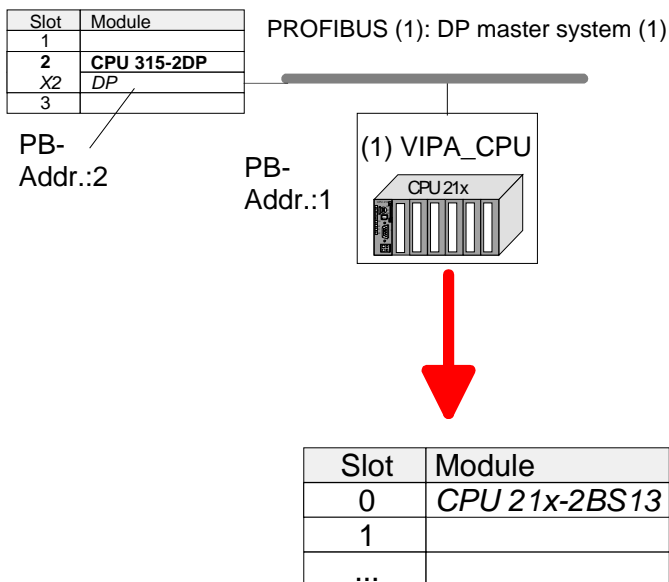 Slot Module
1
2 CPU 315-2DP
X2 DP
3
PROFIBUS (1): DP master system (1)
PB-
Addr.:2
PB-
Addr.:1
(1) VIPA_CPU
CPU 21x
Slot Module
0 CPU 21x-2BS13
1
...